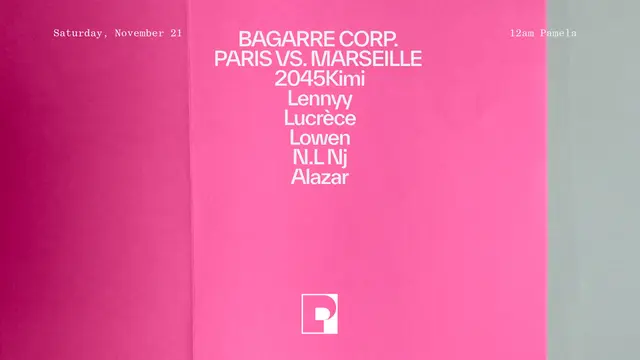 Saturday, November 21
12am Pamela
BAGARRE CORP.
PARIS VS. MARSEILLE
2045Kimi
Lennyy
Lucrèce
Lowen
N.L Nj
Alazar
P